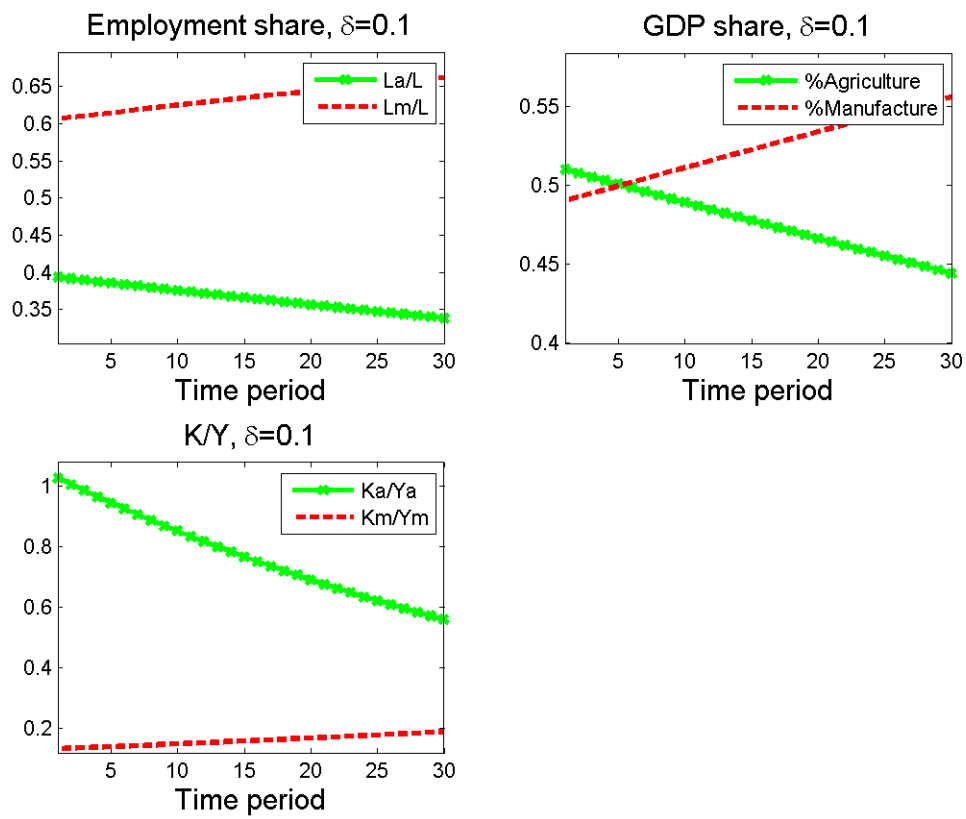 Employment share, δ=0.1
0.65
0.6
0.55
0.5
0.45
0.4
0.35
La/L
Lm/L
5 10 15 20 25 30
Time period
GDP share, δ=0.1
0.55
0.5
0.45
0.4
%Agriculture
%Manufacture
5 10 15 20 25 30
Time period
K/Y, δ=0.1
1
0.8
0.6
0.4
0.2
Ka/Ya
Km/Ym
5 10 15 20 25 30
Time period